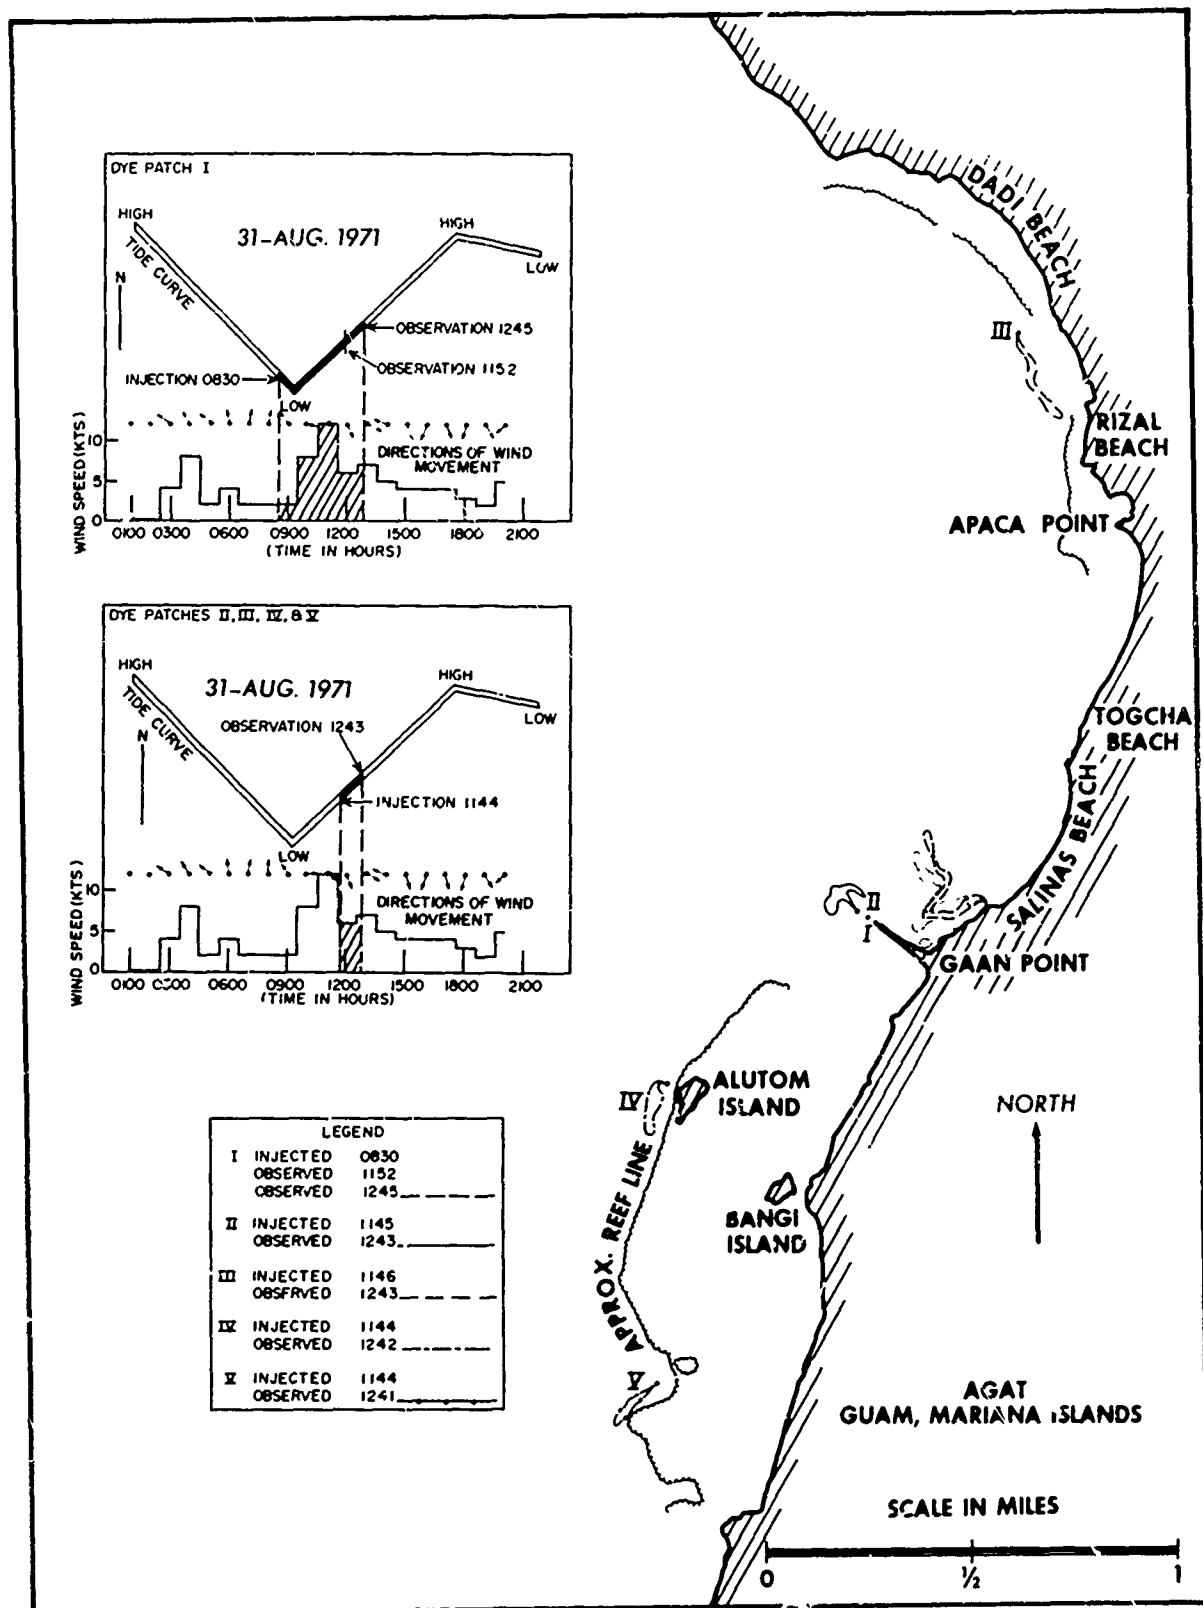 DYE PATCH I
HIGH
31-AUG. 1971
HIGH
TIDE CURVE
LOW
N
OBSERVATION 1245
OBSERVATION 1152
INJECTION 0830
LOW
DIRECTIONS OF WIND
MOVEMENT
WIND SPEED (KTS)
10
5
0
0100 0300 0600 0900 1200 1500 1800 2100
(TIME IN HOURS)
DYE PATCHES II, III, IV, & V
HIGH
31-AUG. 1971
HIGH
TIDE CURVE
OBSERVATION 1243
LOW
N
INJECTION 1144
LOW
DIRECTIONS OF WIND
MOVEMENT
WIND SPEED (KTS)
10
5
0
0100 0300 0600 0900 1200 1500 1800 2100
(TIME IN HOURS)
LEGEND
I INJECTED 0830
OBSERVED 1152
OBSERVED 1245
II INJECTED 1145
OBSERVED 1243
III INJECTED 1146
OBSFRVED 1243
IV INJECTED 1144
OBSERVED 1242
V INJECTED 1144
OBSERVED 1241
DADI BEACH
III
RIZAL
BEACH
APACA POINT
TOGCHA
BEACH
SALINAS BEACH
II
I
GAAN POINT
IV
ALUTOM
ISLAND
NORTH
APPROX. REEF LINE
BANGI
ISLAND
V
AGAT
GUAM, MARIANA ISLANDS
SCALE IN MILES
0 ½ 1